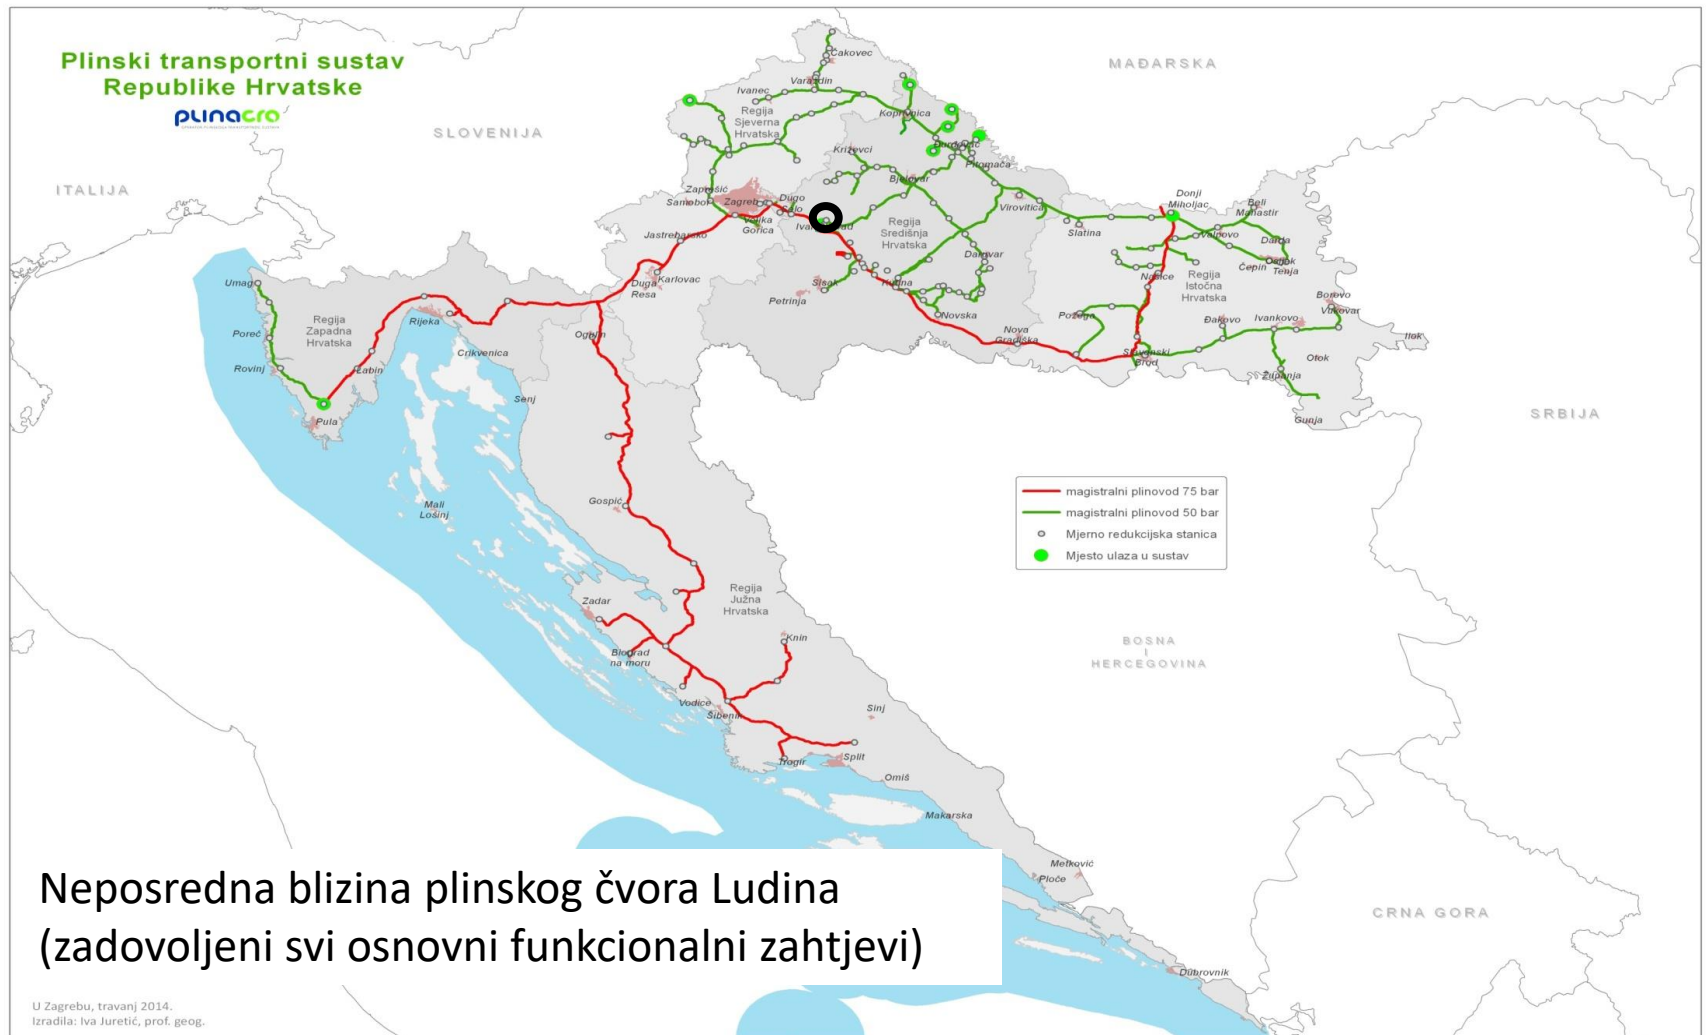 Plinski transportni sustav
Republike Hrvatske
PLINACRO
SLOVENIJA
ITALIJA
MAĐARSKA
SRBIJA
BOSNA
I
HERCEGOVINA
CRNA GORA
Čakovec
Varaždin
Ivanec
Regija
Sjeverna
Hrvatska
Koprivnica
Križevci
Đurđevac
Pitomača
Bjelovar
Virovitica
Zaprešić
Samobor
Zagreb
Dugo
Selo
Velika
Gorica
Jastrebarsko
Regija
Središnja
Hrvatska
Daruvar
Sisak
Petrinja
Kutina
Novska
Nova
Gradiška
Karlovac
Duga
Resa
Donji
Miholjac
Beli
Manastir
Slatina
Valpovo
Darda
Čepin
Osijek
Tenja
Našice
Regija
Istočna
Hrvatska
Požega
Đakovo
Ivankovo
Borovo
Vukovar
Ilok
Otok
Slavonski
Brod
Županja
Gunja
Umag
Poreč
Rovinj
Regija
Zapadna
Hrvatska
Rijeka
Labin
Pula
Crikvenica
Ogulin
Senj
Mali
Lošinj
Gospić
Zadar
Regija
Južna
Hrvatska
Biograd
na moru
Knin
Vodice
Šibenik
Sinj
Trogir
Split
Omiš
Makarska
Metković
Ploče
Dubrovnik
magistralni plinovod 75 bar
magistralni plinovod 50 bar
Mjerno redukcijska stanica
Mjesto ulaza u sustav
Neposredna blizina plinskog čvora Ludina
(zadovoljeni svi osnovni funkcionalni zahtjevi)
U Zagrebu, travanj 2014.
Izradila: Iva Juretić, prof. geog.